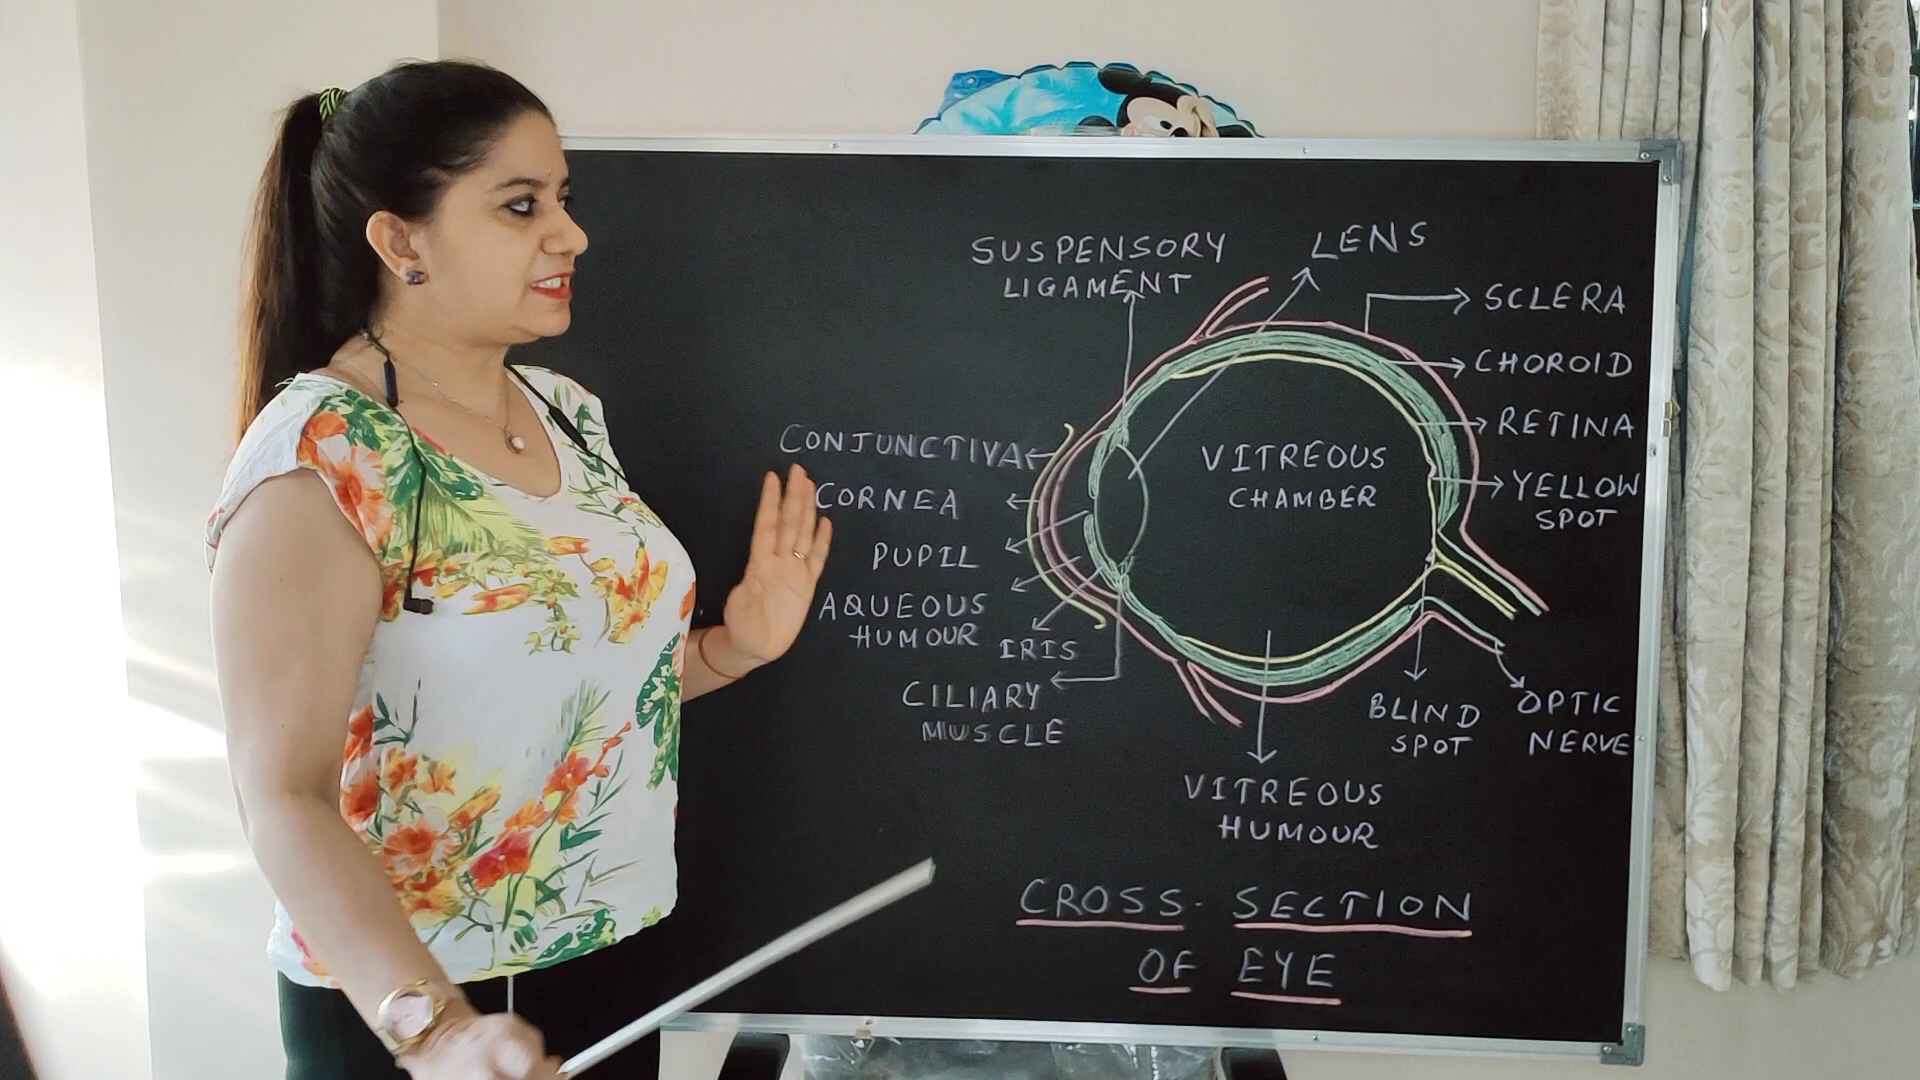 SUSPENSORY
LIGAMENT
LENS
SCLERA
CHOROID
RETINA
YELLOW
SPOT
VITREOUS
CHAMBER
CONJUNCTIVA
CORNEA
PUPIL
AQUEOUS
HUMOUR
IRIS
CILIARY
MUSCLE
BLIND
SPOT
OPTIC
NERVE
VITREOUS
HUMOUR
CROSS-SECTION
OF EYE